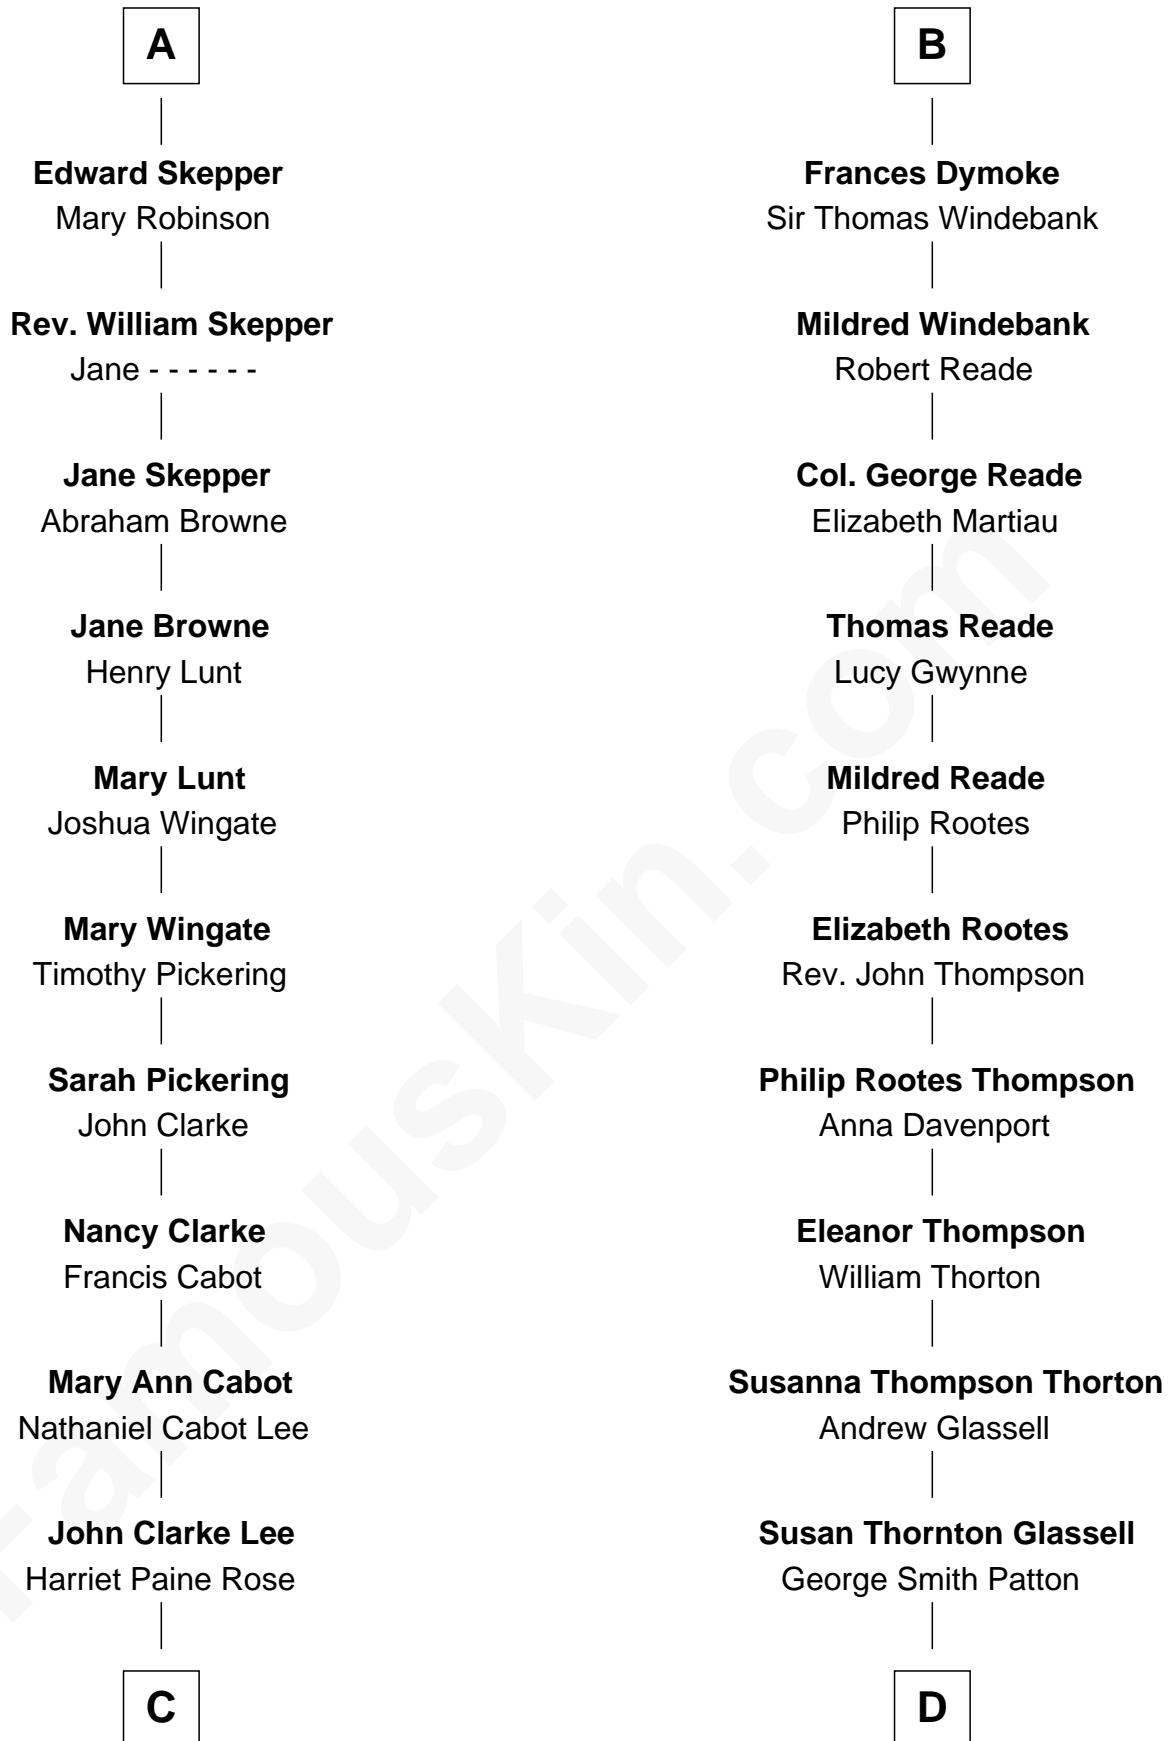 A
Edward Skepper
Mary Robinson
Rev. William Skepper
Jane - - - - - -
Jane Skepper
Abraham Browne
Jane Browne
Henry Lunt
Mary Lunt
Joshua Wingate
Mary Wingate
Timothy Pickering
Sarah Pickering
John Clarke
Nancy Clarke
Francis Cabot
Mary Ann Cabot
Nathaniel Cabot Lee
John Clarke Lee
Harriet Paine Rose
C
B
Frances Dymoke
Sir Thomas Windebank
Mildred Windebank
Robert Reade
Col. George Reade
Elizabeth Martiau
Thomas Reade
Lucy Gwynne
Mildred Reade
Philip Rootes
Elizabeth Rootes
Rev. John Thompson
Philip Rootes Thompson
Anna Davenport
Eleanor Thompson
William Thorton
Susanna Thompson Thorton
Andrew Glassell
Susan Thornton Glassell
George Smith Patton
D
FamousKin.com